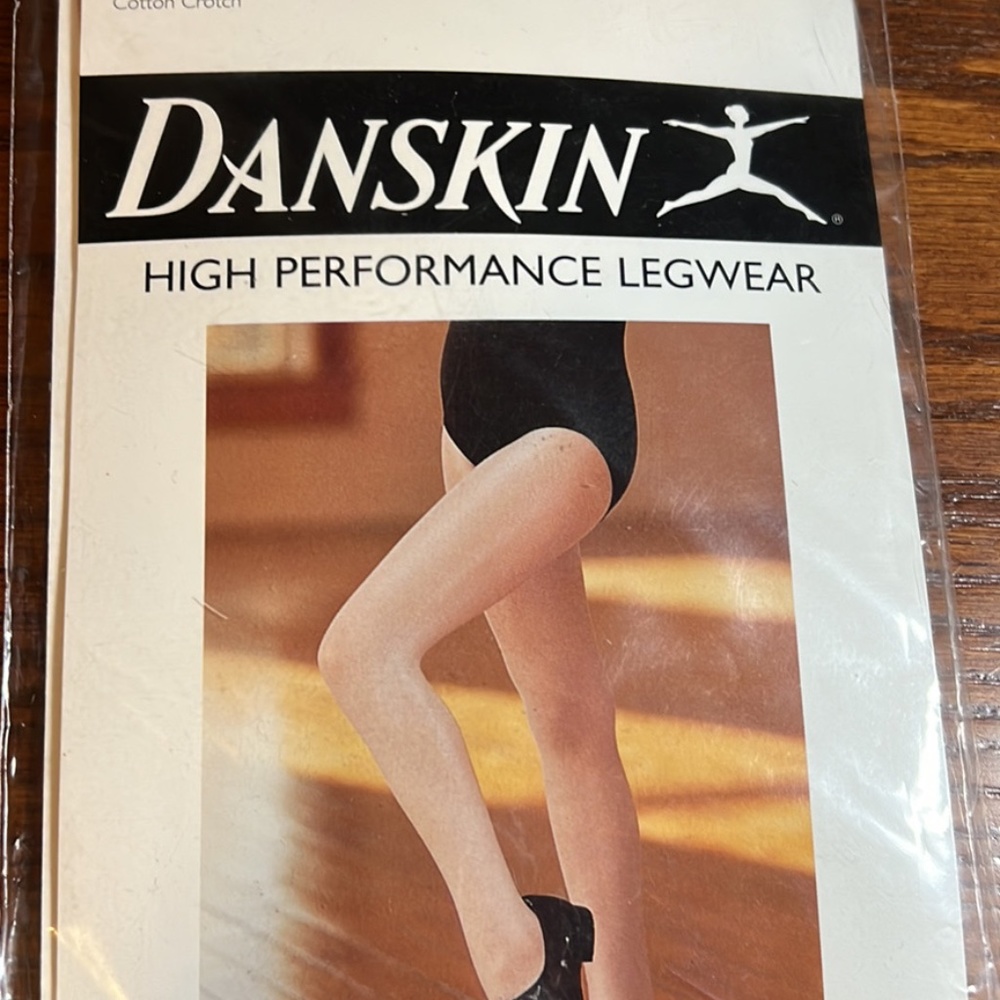 Cotton Crotch
DANSKIN ®
HIGH PERFORMANCE LEGWEAR